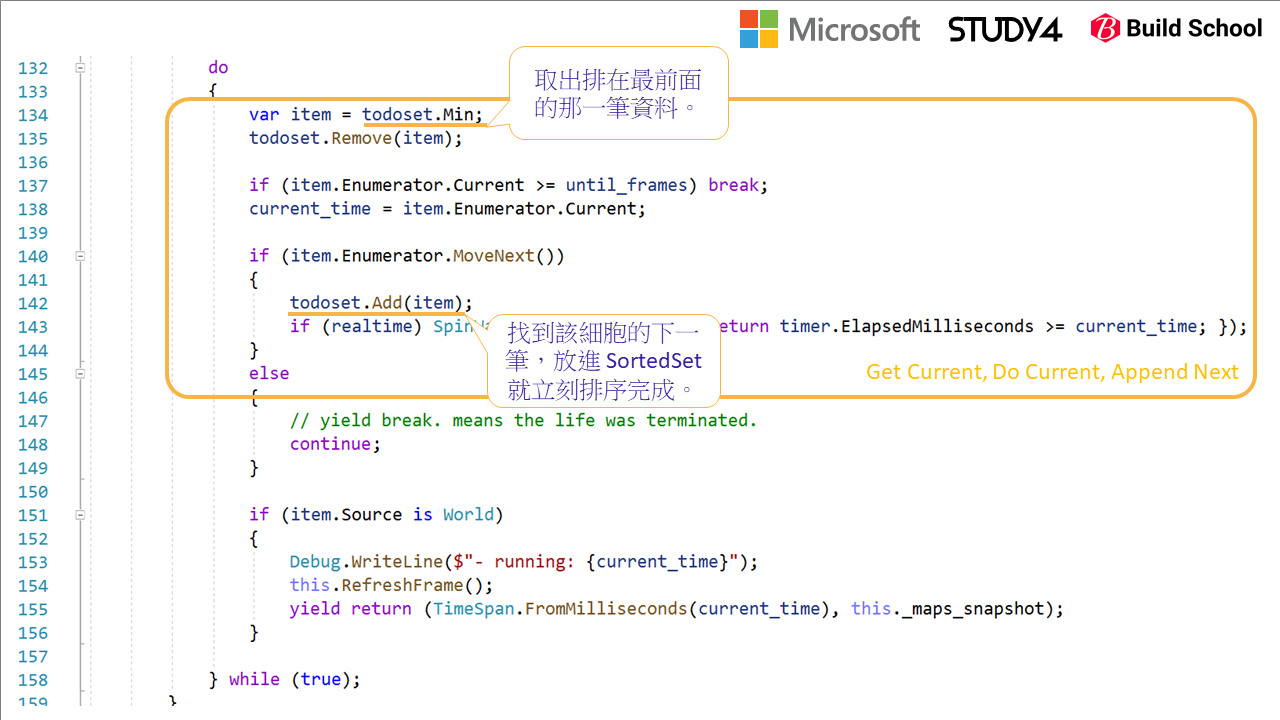 Microsoft STUDY4 Build School
132 do
133 {
取出排在最前面
的那一筆資料。
134 var item = todoset.Min;
135 todoset.Remove(item);
136
137 if (item.Enumerator.Current >= until_frames) break;
138 current_time = item.Enumerator.Current;
139
140 if (item.Enumerator.MoveNext())
141 {
142 todoset.Add(item);
143 if (realtime) eturn timer.ElapsedMilliseconds >= current_time; });
找到該細胞的下一
筆，放進 SortedSet
就立刻排序完成。
144 }
145 else
Get Current, Do Current, Append Next
146 {
147 // yield break. means the life was terminated.
148 continue;
149 }
150
151 if (item.Source is World)
152 {
153 Debug.WriteLine($"- running: {current_time}");
154 this.RefreshFrame();
155 yield return (TimeSpan.FromMilliseconds(current_time), this._maps_snapshot);
156 }
157
158 } while (true);
159 }